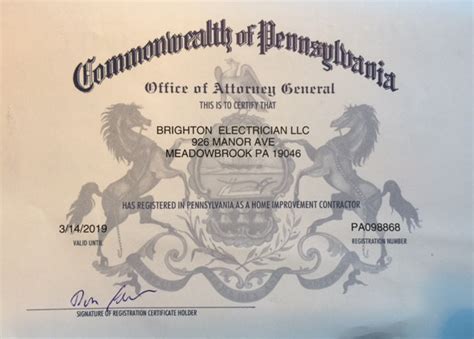 Commonwealth of Pennsylvania
Office of Attorney General
THIS IS TO CERTIFY THAT
BRIGHTON ELECTRICIAN LLC
926 MANOR AVE
MEADOWBROOK PA 19046
HAS REGISTERED IN PENNSYLVANIA AS A HOME IMPROVEMENT CONTRACTOR
3/14/2019 PA098868
VALID UNTIL REGISTRATION NUMBER
SIGNATURE OF REGISTRATION CERTIFICATE HOLDER